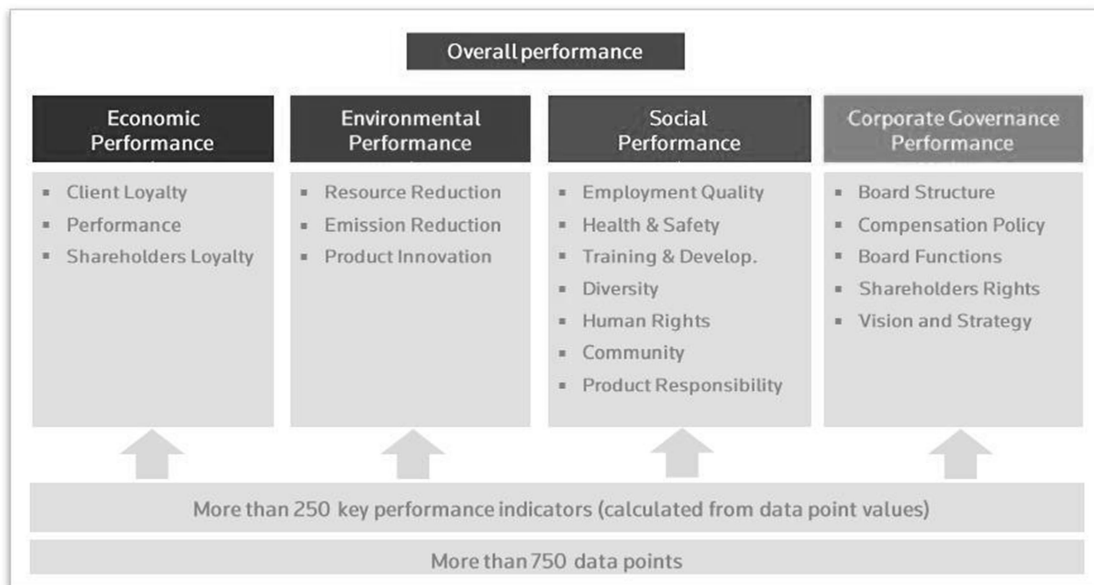 Overall performance
Economic
Performance
Client Loyalty
Performance
Shareholders Loyalty
Environmental
Performance
Resource Reduction
Emission Reduction
Product Innovation
Social
Performance
Employment Quality
Health & Safety
Training & Develop.
Diversity
Human Rights
Community
Product Responsibility
Corporate Governance
Performance
Board Structure
Compensation Policy
Board Functions
Shareholders Rights
Vision and Strategy
More than 250 key performance indicators (calculated from data point values)
More than 750 data points